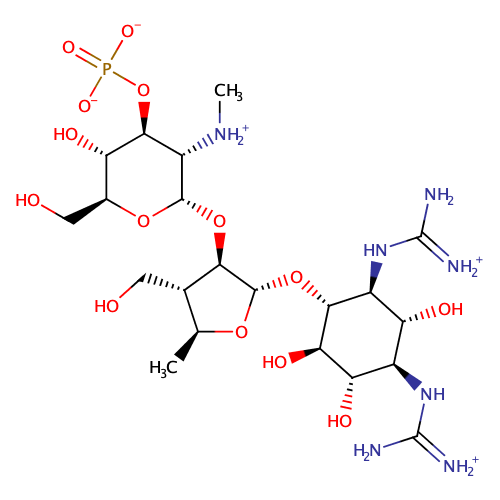 O⁻
O P CH₃
O⁻ O
HO NH₂⁺
NH₂
HO O O HN NH₂⁺
HO O OH
O HO
H₃C HO NH
H₂N NH₂⁺